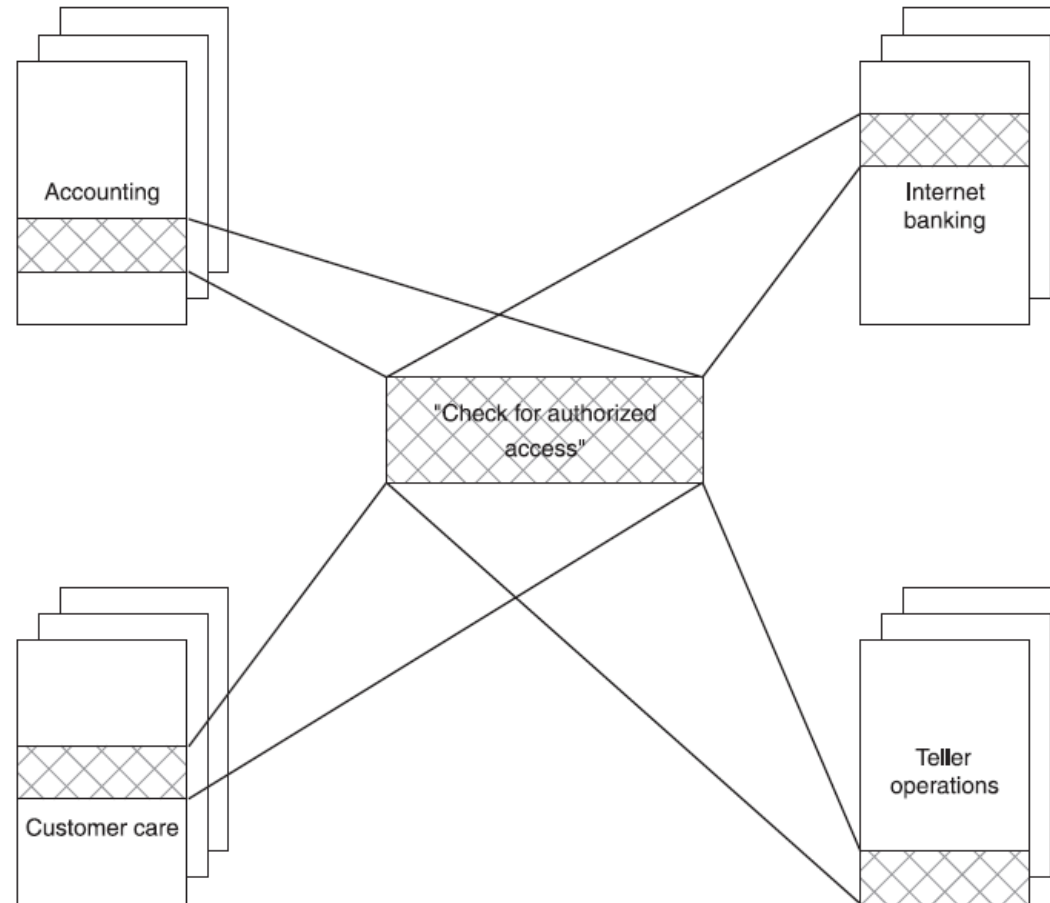 Accounting
Internet
banking
"Check for authorized
access"
Customer care
Teller
operations